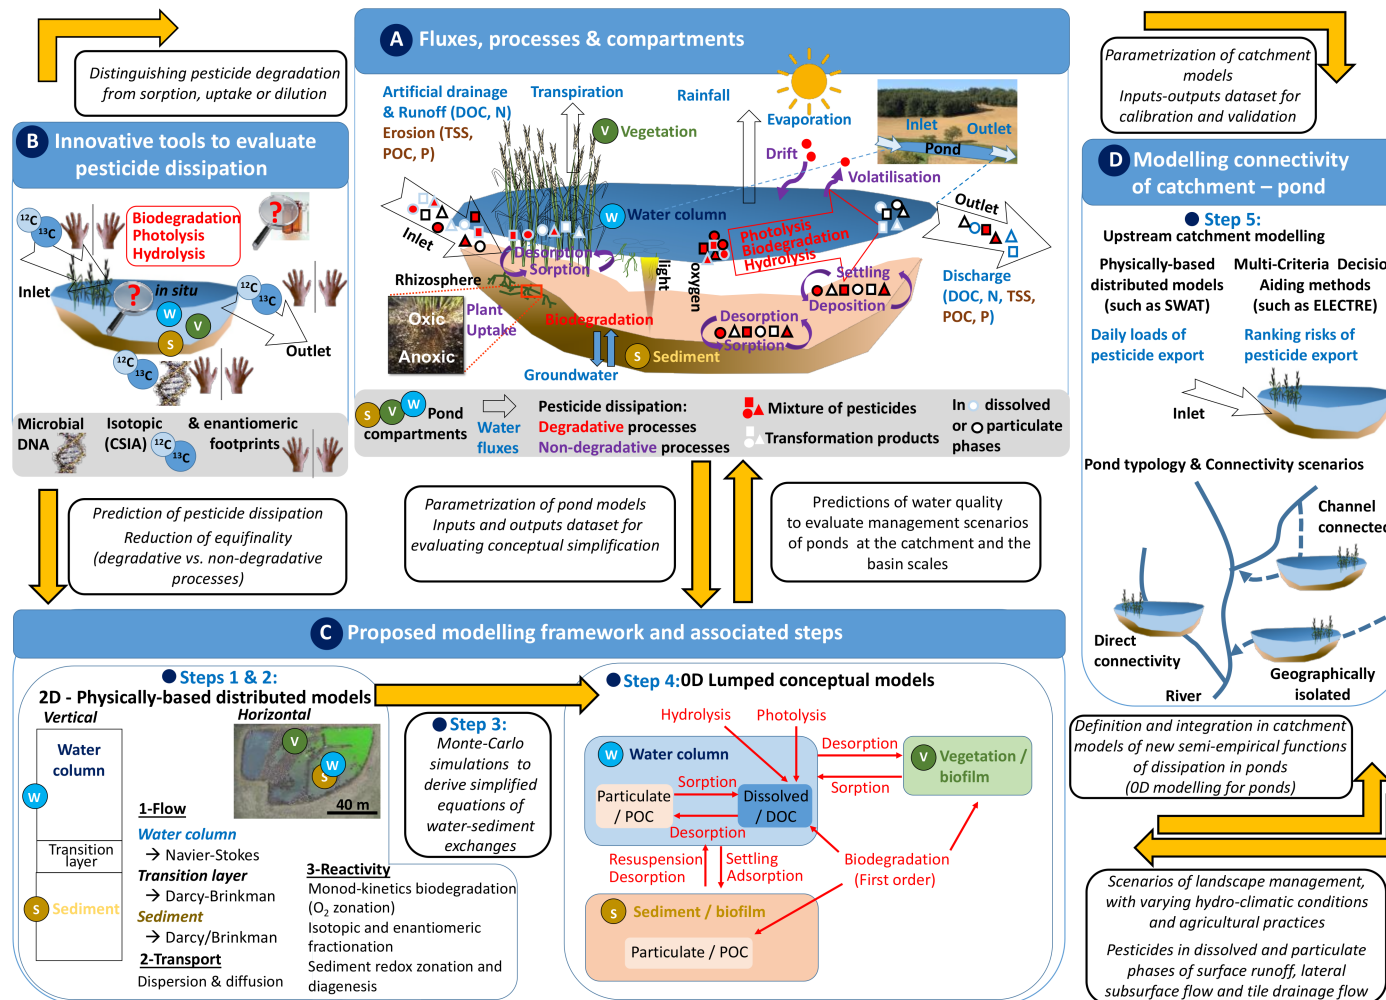 Distinguishing pesticide degradation
from sorption, uptake or dilution
A Fluxes, processes & compartments
Parametrization of catchment
models
Inputs-outputs dataset for
calibration and validation
B Innovative tools to evaluate
pesticide dissipation
12C
13C
Biodegradation
Photolysis
Hydrolysis
?
Inlet
?
in situ
W
V
S
12C
13C
Outlet
12C
13C
Microbial
DNA
Isotopic
(CSIA)
12C
13C
& enantiomeric
footprints
Artificial drainage
& Runoff (DOC, N)
Erosion (TSS,
POC, P)
Transpiration
V Vegetation
Rainfall
Evaporation
Drift
Volatilisation
Inlet
Outlet
Pond
W Water column
Inlet
Outlet
Photolysis
Biodegradation
Hydrolysis
Desorption
Sorption
Rhizosphere
light
oxygen
Settling
Deposition
Discharge
(DOC, N, TSS,
POC, P)
Oxic
Anoxic
Plant
Uptake
Biodegradation
Desorption
Sorption
S Sediment
Groundwater
S
V
W
Pond
compartments
Water
fluxes
Pesticide dissipation:
Degradative processes
Non-degradative processes
Mixture of pesticides
Transformation products
In dissolved
or particulate
phases
D Modelling connectivity
of catchment – pond
Step 5:
Upstream catchment modelling
Physically-based
distributed models
(such as SWAT)
Multi-Criteria Decisio
Aiding methods
(such as ELECTRE)
Daily loads of
pesticide export
Ranking risks of
pesticide export
Inlet
Pond typology & Connectivity scenarios
Channel
connected
Direct
connectivity
Geographically
isolated
River
Prediction of pesticide dissipation
Reduction of equifinality
(degradative vs. non-degradative
processes)
Parametrization of pond models
Inputs and outputs dataset for
evaluating conceptual simplification
Predictions of water quality
to evaluate management scenarios
of ponds at the catchment and the
basin scales
C Proposed modelling framework and associated steps
Steps 1 & 2:
2D - Physically-based distributed models
Vertical
Horizontal
Water
column
W
Transition
layer
S Sediment
V
W
S
40 m
1-Flow
Water column
→ Navier-Stokes
Transition layer
→ Darcy-Brinkman
Sediment
→ Darcy/Brinkman
2-Transport
Dispersion & diffusion
3-Reactivity
Monod-kinetics biodegradation
(O2 zonation)
Isotopic and enantiomeric
fractionation
Sediment redox zonation and
diagenesis
Step 3:
Monte-Carlo
simulations to
derive simplified
equations of
water-sediment
exchanges
Step 4: 0D Lumped conceptual models
Hydrolysis
Photolysis
W Water column
Desorption
Sorption
V Vegetation /
biofilm
Particulate
/ POC
Sorption
Desorption
Dissolved
/ DOC
Resuspension
Desorption
Settling
Adsorption
Biodegradation
(First order)
S Sediment / biofilm
Particulate / POC
Definition and integration in catchment
models of new semi-empirical functions
of dissipation in ponds
(0D modelling for ponds)
Scenarios of landscape management,
with varying hydro-climatic conditions
and agricultural practices
Pesticides in dissolved and particulate
phases of surface runoff, lateral
subsurface flow and tile drainage flow